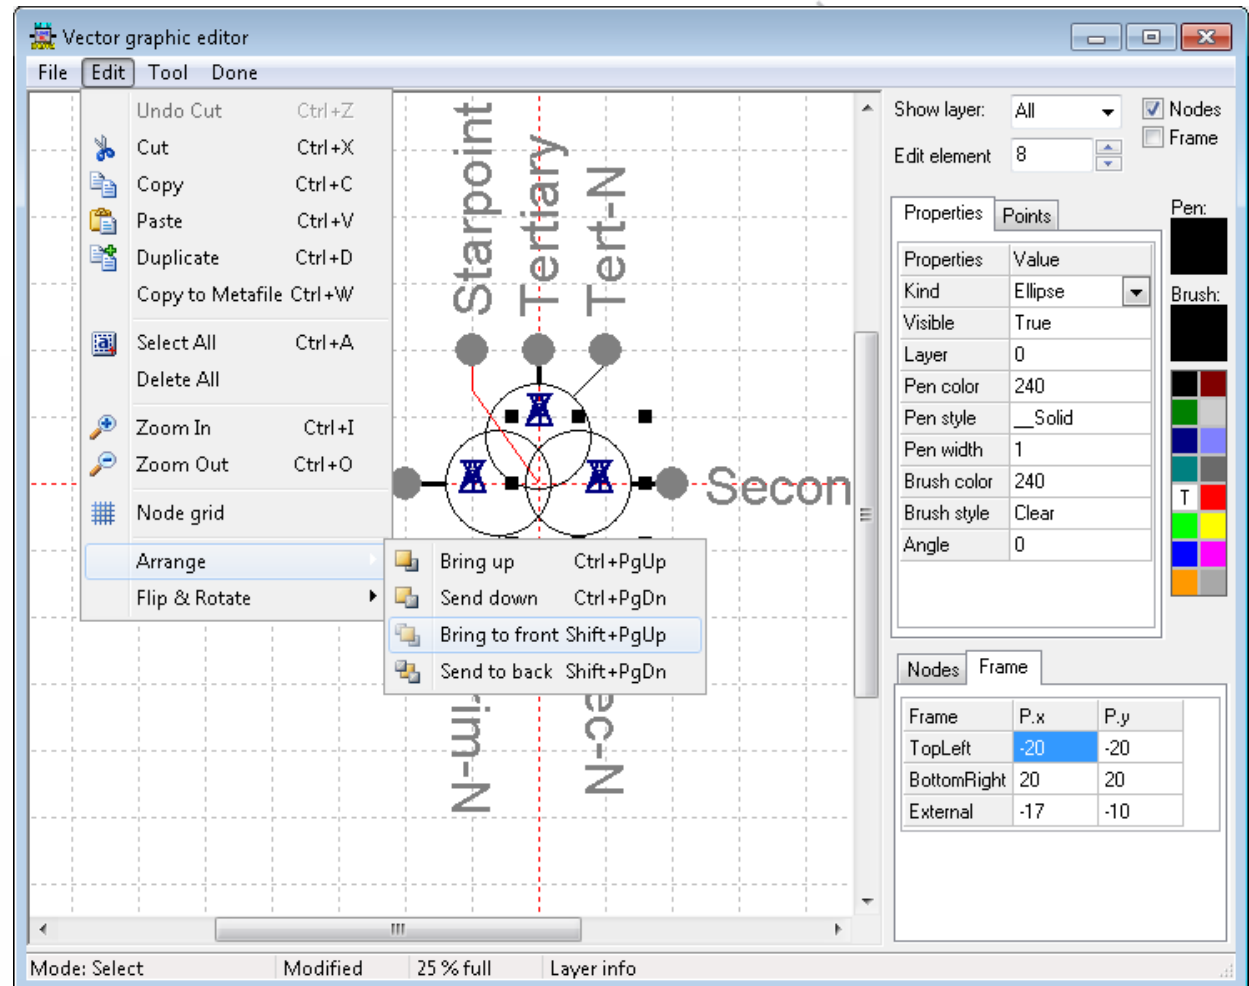 Vector graphic editor
File Edit Tool Done
Undo Cut Ctrl+Z
Cut Ctrl+X
Copy Ctrl+C
Paste Ctrl+V
Duplicate Ctrl+D
Copy to Metafile Ctrl+W
Select All Ctrl+A
Delete All
Zoom In Ctrl+I
Zoom Out Ctrl+O
Node grid
Arrange
Flip & Rotate
Bring up Ctrl+PgUp
Send down Ctrl+PgDn
Bring to front Shift+PgUp
Send to back Shift+PgDn
Starpoint
Tertiary
Tert-N
Secon
Show layer: All
Nodes
Frame
Edit element 8
Properties Points
Properties Value
Kind Ellipse
Visible True
Layer 0
Pen color 240
Pen style __Solid
Pen width 1
Brush color 240
Brush style Clear
Angle 0
Pen:
Brush:
T
Nodes Frame
Frame P.x P.y
TopLeft -20 -20
BottomRight 20 20
External -17 -10
Mode: Select Modified 25 % full Layer info